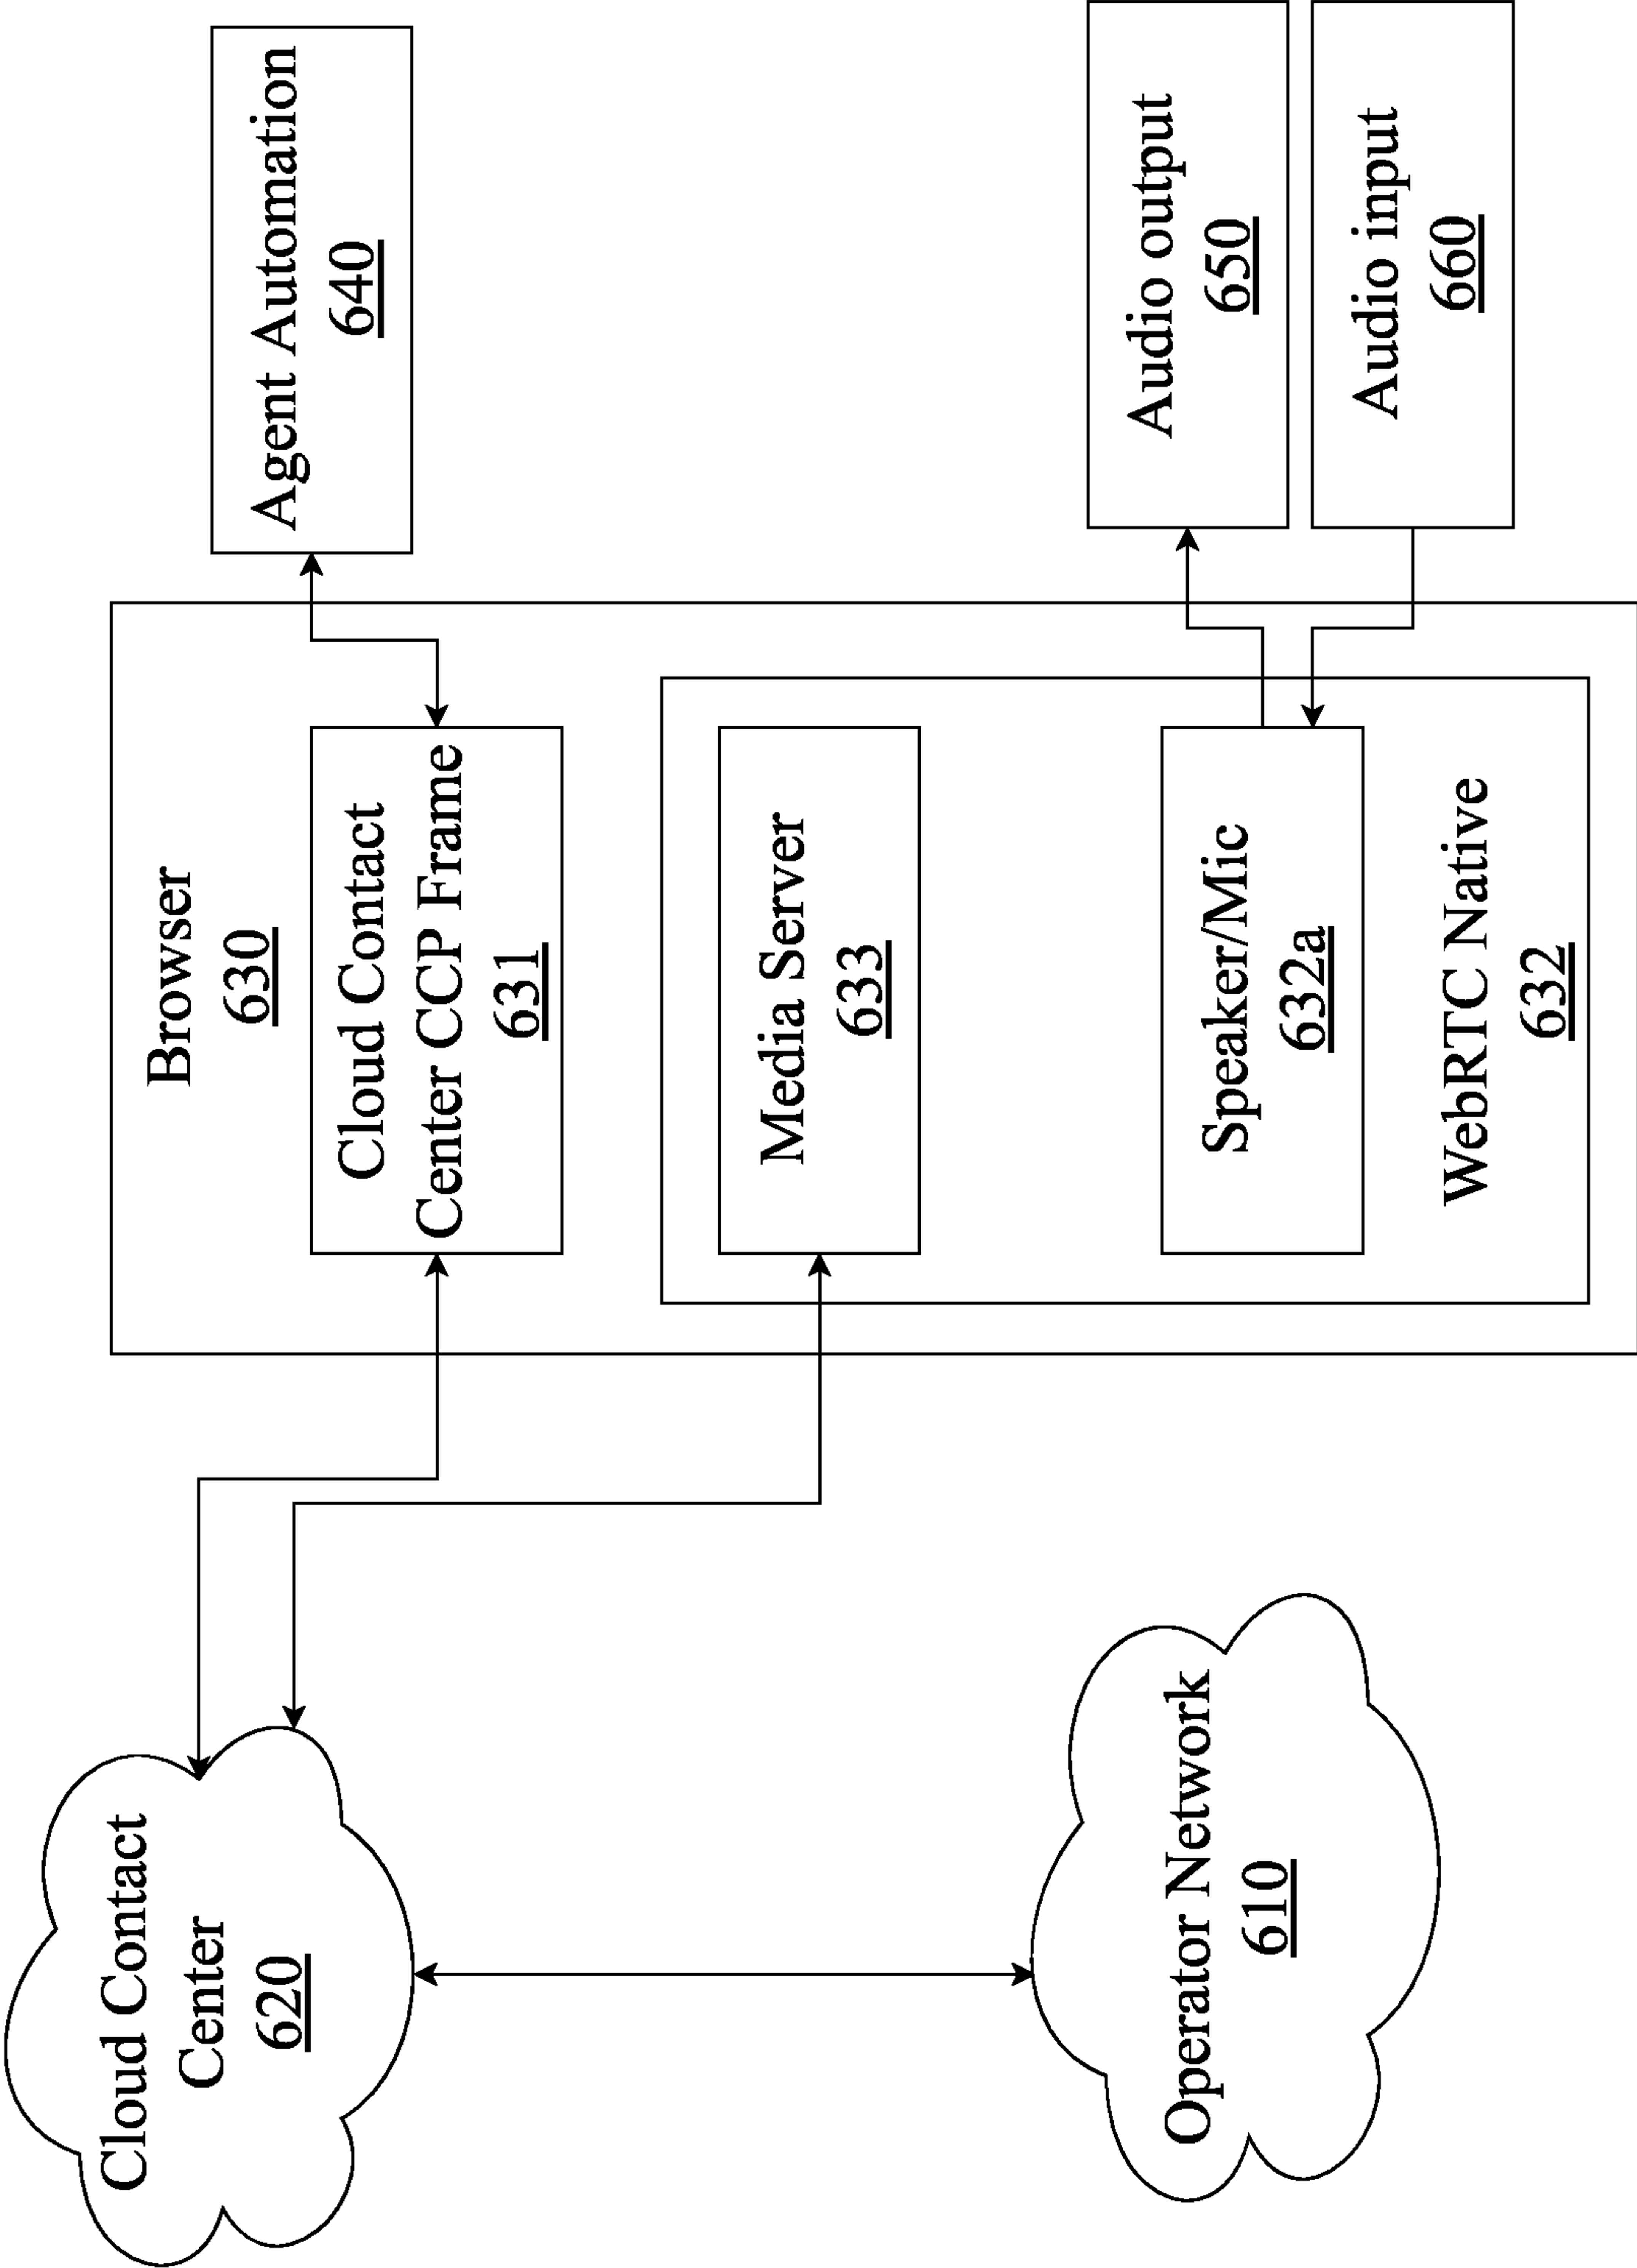 Cloud Contact
Center
620
Operator Network
610
Browser
630
Cloud Contact
Center CCP Frame
631
Media Server
633
Speaker/Mic
632a
WebRTC Native
632
Agent Automation
640
Audio output
650
Audio input
660